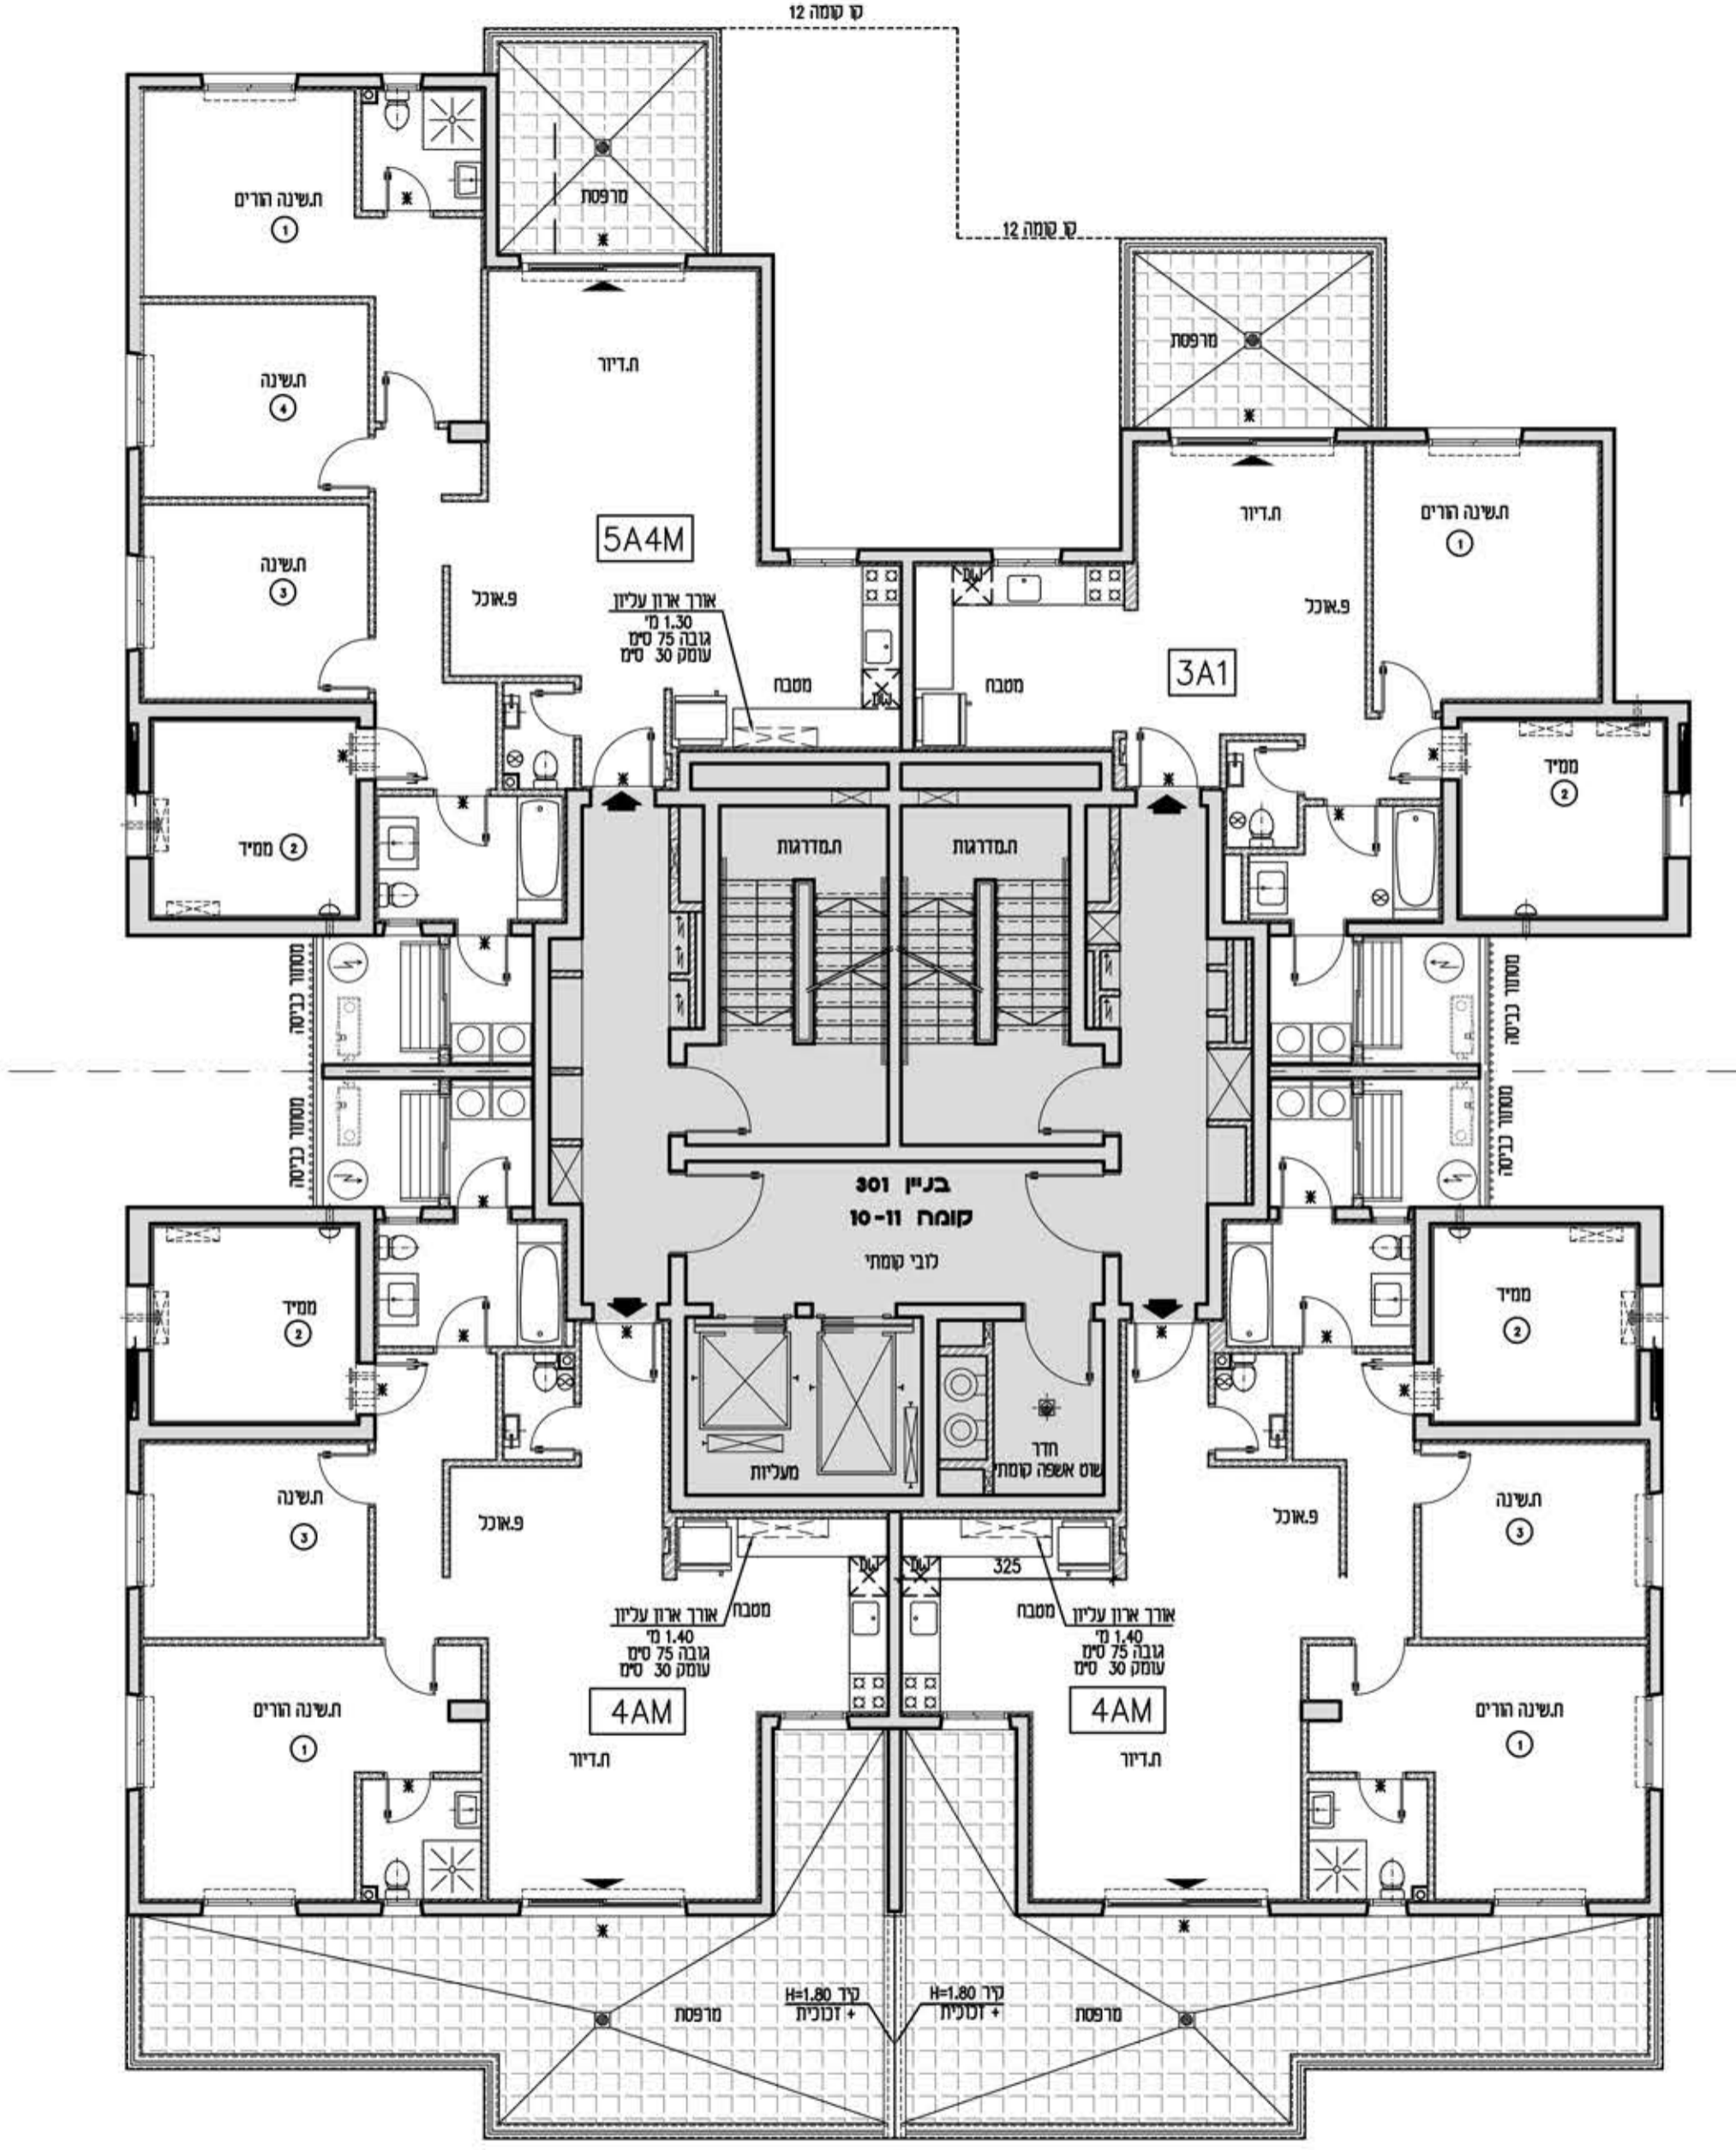 קו קומה 12
קו קומה 12
מרפסת
ח.שינה הורים
1
ח.דיור
ח.שינה
4
ח.שינה
3
5A4M
פ.אוכל
אורך ארון עליון
1.30 מ'
גובה 75 ס"מ
עומק 30 ס"מ
מטבח
DW
ממ"ד
2
מסתור כביסה
מרפסת
ח.דיור
ח.שינה הורים
1
פ.אוכל
3A1
DW
מטבח
ממ"ד
2
מסתור כביסה
ח.מדרגות
ח.מדרגות
בניין 301
קומה 10-11
לובי קומתי
מעליות
חדר
שוט אשפה קומתי
מסתור כביסה
ממ"ד
2
ח.שינה
3
פ.אוכל
DW
אורך ארון עליון
1.40 מ'
גובה 75 ס"מ
עומק 30 ס"מ
מטבח
4AM
ח.שינה הורים
1
ח.דיור
מרפסת
קיר H=1.80
+ זכוכית
מסתור כביסה
ממ"ד
2
ח.שינה
3
פ.אוכל
DW
325
מטבח
אורך ארון עליון
1.40 מ'
גובה 75 ס"מ
עומק 30 ס"מ
4AM
ח.שינה הורים
1
ח.דיור
קיר H=1.80
+ זכוכית
מרפסת